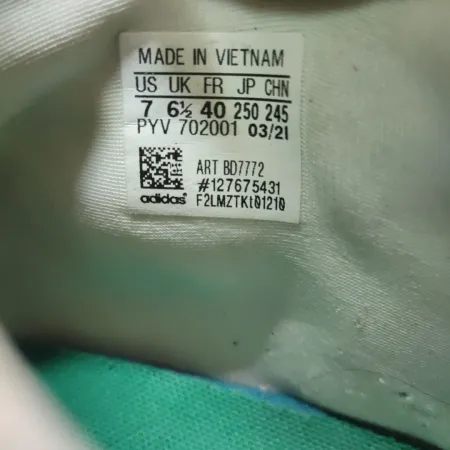 MADE IN VIETNAM
US UK FR JP CHN
7 6½ 40 250 245
PYV 702001 03/21
ART BD7772
#127675431
adidas F2LMZTKt01210